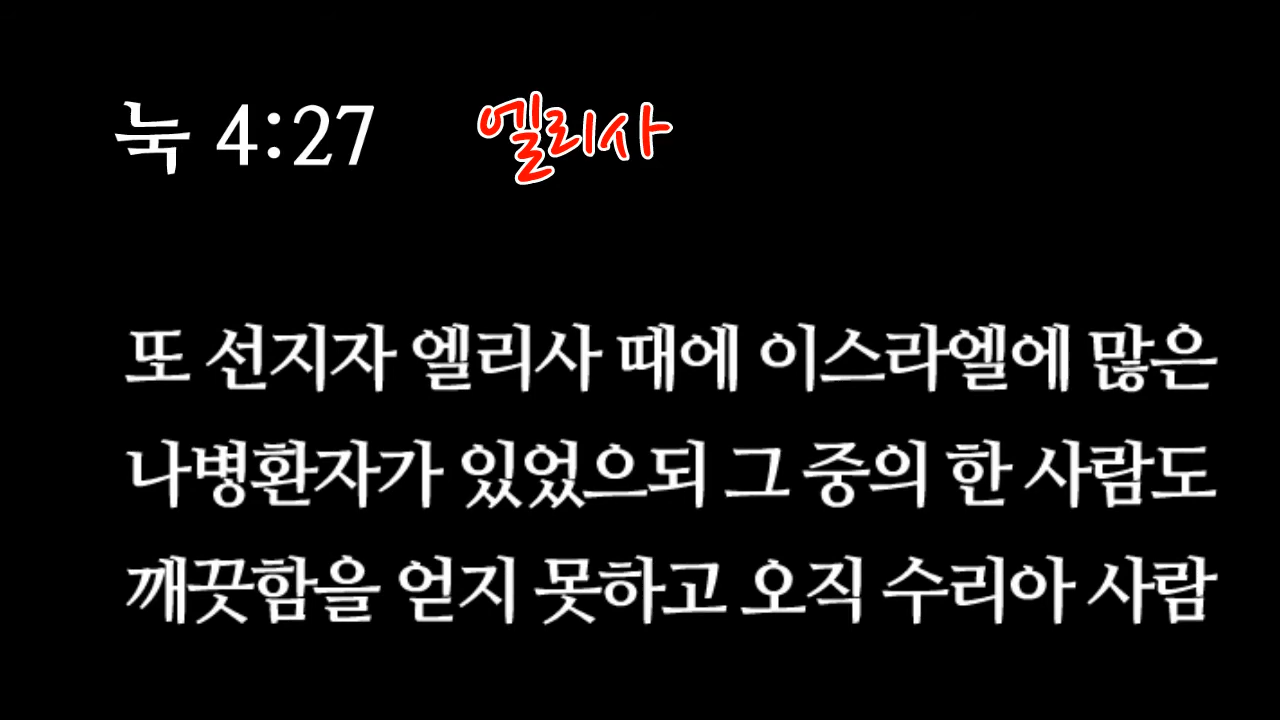 눅 4:27 엘리사
또 선지자 엘리사 때에 이스라엘에 많은
나병환자가 있었으되 그 중의 한 사람도
깨끗함을 얻지 못하고 오직 수리아 사람